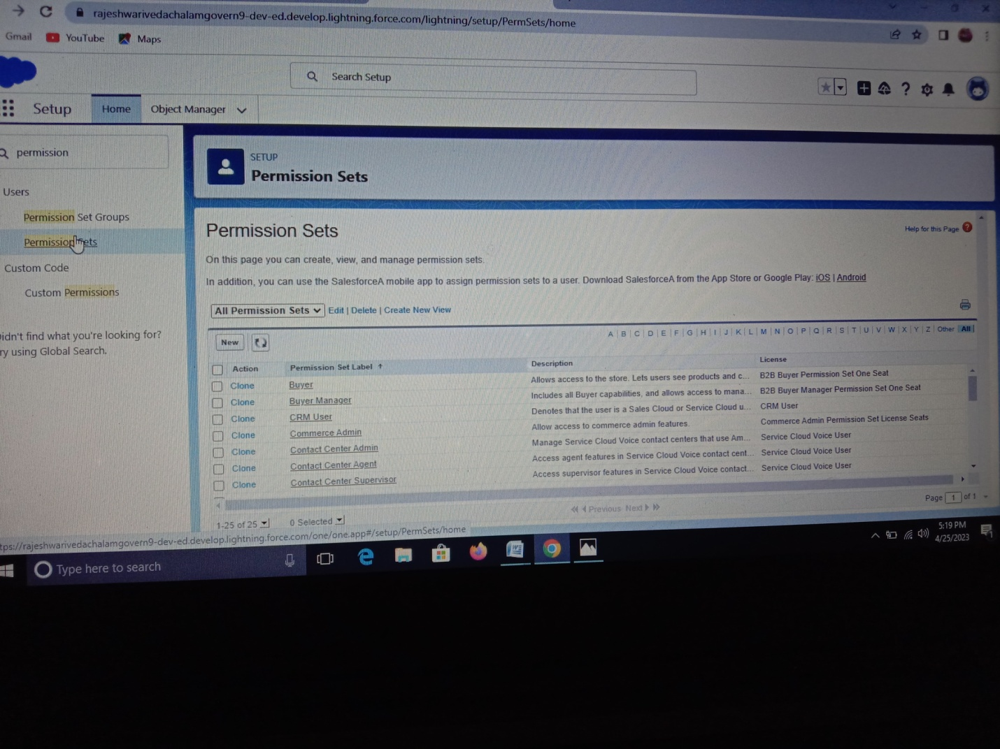 rajeshwarivedachalamgovern9-dev-ed.develop.lightning.force.com/lightning/setup/PermSets/home
Gmail YouTube Maps
Search Setup
Setup Home Object Manager
permission
SETUP
Permission Sets
Users
Permission Set Groups
Permission Sets
Custom Code
Custom Permissions
idn't find what you're looking for?
ry using Global Search.
Permission Sets
Help for this Page ?
On this page you can create, view, and manage permission sets.
In addition, you can use the SalesforceA mobile app to assign permission sets to a user. Download SalesforceA from the App Store or Google Play: iOS | Android
All Permission Sets Edit | Delete | Create New View
A | B | C | D | E | F | G | H | I | J | K | L | M | N | O | P | Q | R | S | T | U | V | W | X | Y | Z | Other All
New
Action Permission Set Label ↑ Description License
Clone Buyer Allows access to the store. Lets users see products and c... B2B Buyer Permission Set One Seat
Clone Buyer Manager Includes all Buyer capabilities, and allows access to mana... B2B Buyer Manager Permission Set One Seat
Clone CRM User Denotes that the user is a Sales Cloud or Service Cloud u... CRM User
Clone Commerce Admin Allow access to commerce admin features. Commerce Admin Permission Set License Seats
Clone Contact Center Admin Manage Service Cloud Voice contact centers that use Am... Service Cloud Voice User
Clone Contact Center Agent Access agent features in Service Cloud Voice contact cent... Service Cloud Voice User
Clone Contact Center Supervisor Access supervisor features in Service Cloud Voice contact... Service Cloud Voice User
1-25 of 25 0 Selected Previous Next Page 1 of 1
tps://rajeshwarivedachalamgovern9-dev-ed.develop.lightning.force.com/one/one.app#/setup/PermSets/home
Type here to search
5:19 PM
4/25/2023
1